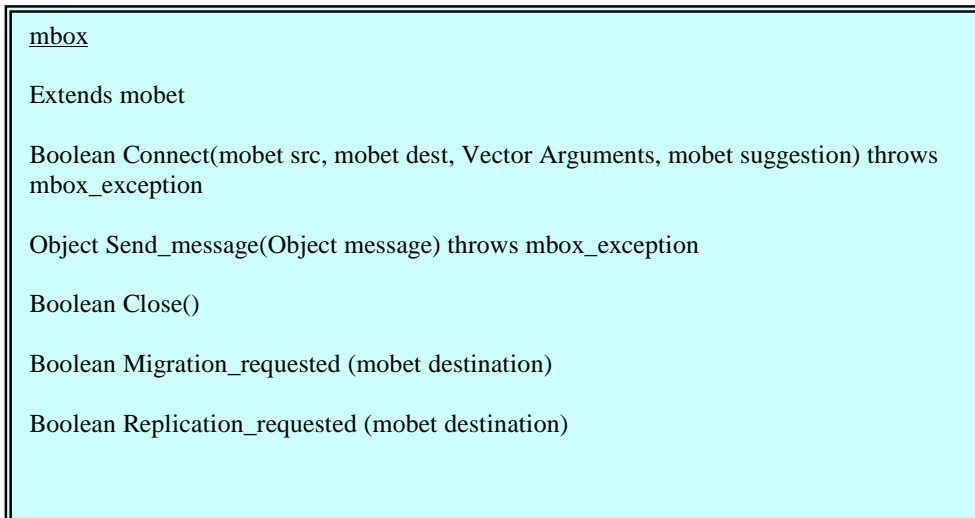 mbox
Extends mobet
Boolean Connect(mobet src, mobet dest, Vector Arguments, mobet suggestion) throws
mbox_exception
Object Send_message(Object message) throws mbox_exception
Boolean Close()
Boolean Migration_requested (mobet destination)
Boolean Replication_requested (mobet destination)